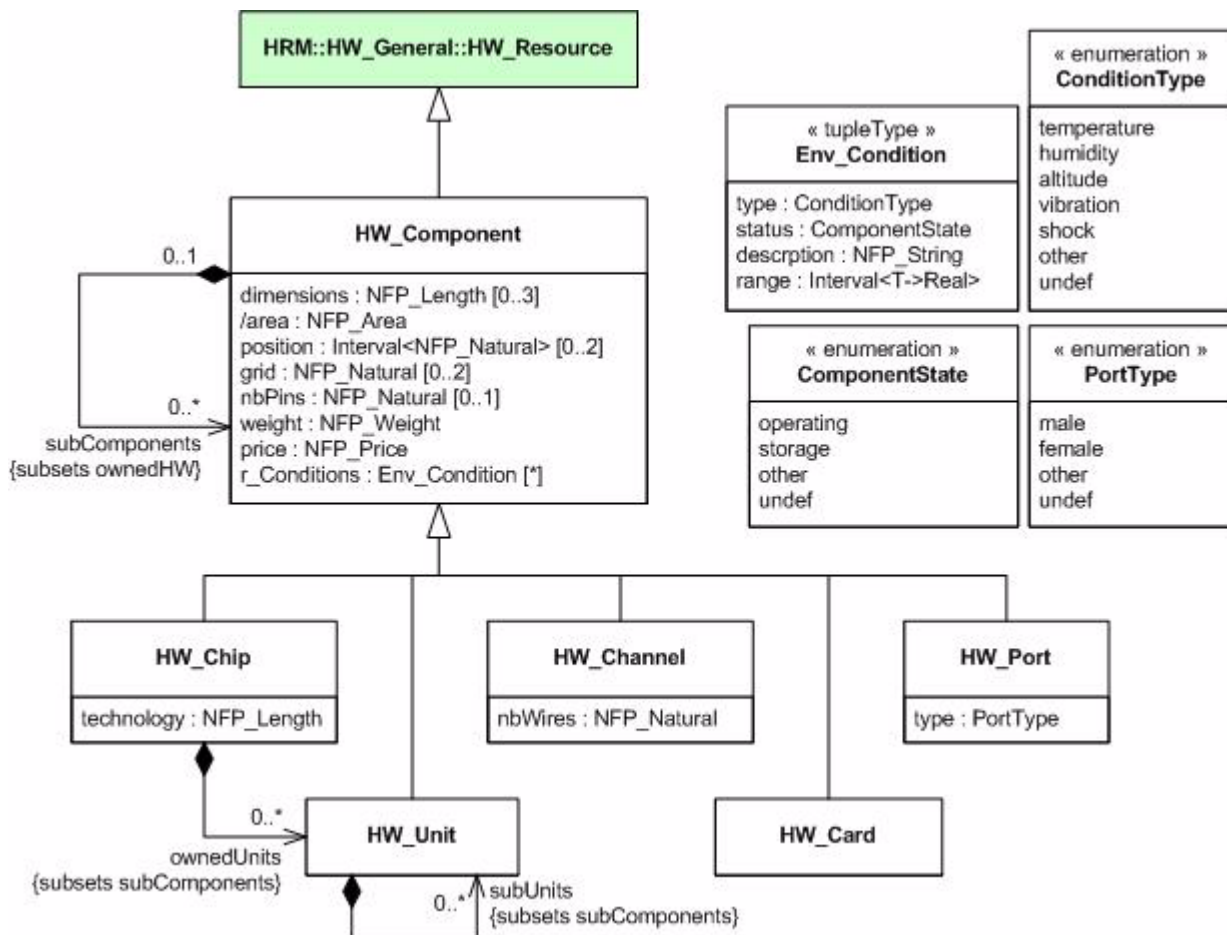 HRM::HW_General::HW_Resource
HW_Component
dimensions : NFP_Length [0..3]
/area : NFP_Area
position : Interval<NFP_Natural> [0..2]
grid : NFP_Natural [0..2]
nbPins : NFP_Natural [0..1]
weight : NFP_Weight
price : NFP_Price
r_Conditions : Env_Condition [*]
0..1
0..*
subComponents
{subsets ownedHW}
« tupleType »
Env_Condition
type : ConditionType
status : ComponentState
descrption : NFP_String
range : Interval<T->Real>
« enumeration »
ConditionType
temperature
humidity
altitude
vibration
shock
other
undef
« enumeration »
ComponentState
operating
storage
other
undef
« enumeration »
PortType
male
female
other
undef
HW_Chip
technology : NFP_Length
HW_Channel
nbWires : NFP_Natural
HW_Port
type : PortType
0..*
ownedUnits
{subsets subComponents}
HW_Unit
HW_Card
0..*
subUnits
{subsets subComponents}